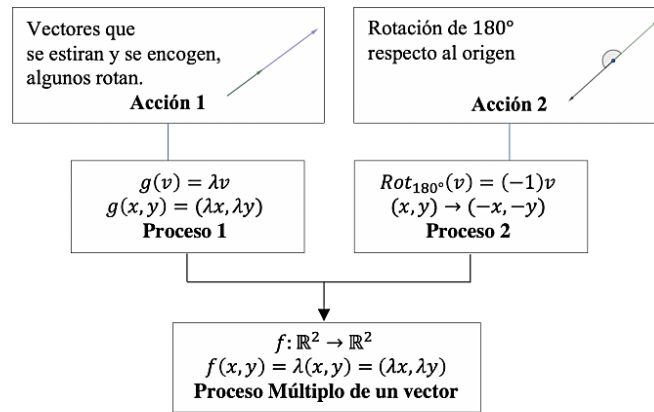 Vectores que
se estiran y se encogen,
algunos rotan.
Acción 1
Rotación de 180°
respecto al origen
Acción 2
g(v) = λv
g(x, y) = (λx, λy)
Proceso 1
Rot₁₈₀°(v) = (−1)v
(x, y) → (−x, −y)
Proceso 2
f: ℝ² → ℝ²
f(x, y) = λ(x, y) = (λx, λy)
Proceso Múltiplo de un vector